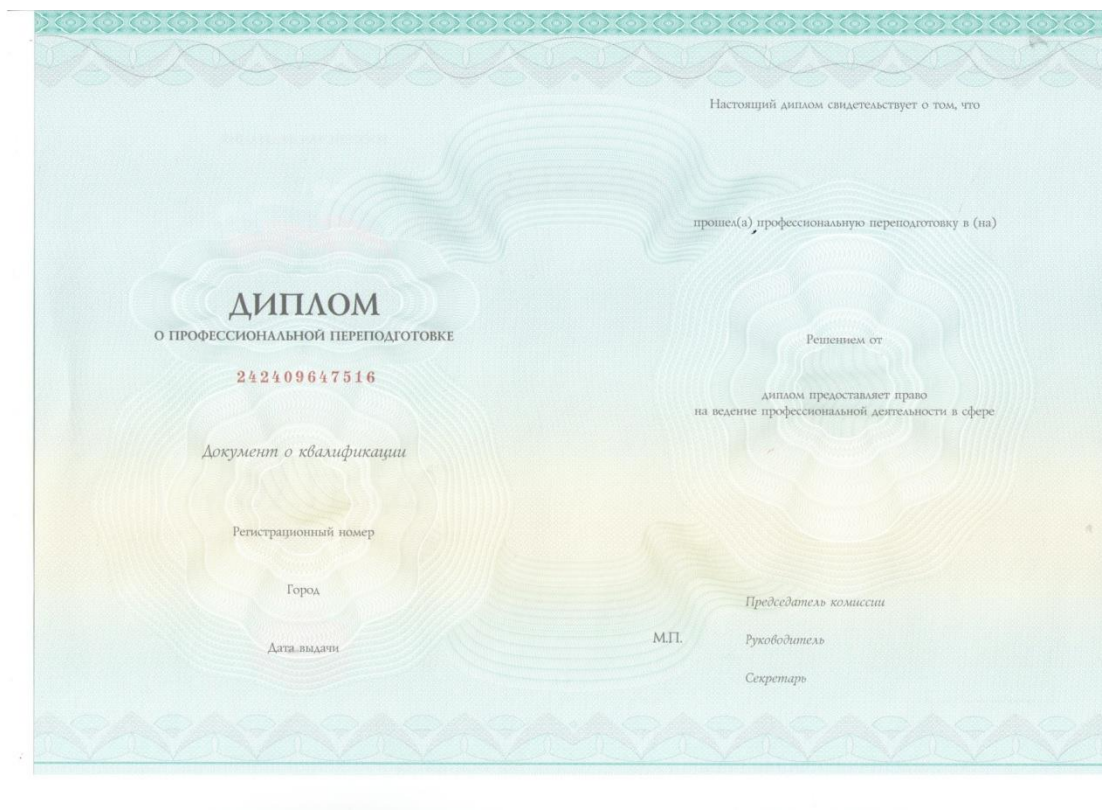 ДИПЛОМ
О ПРОФЕССИОНАЛЬНОЙ ПЕРЕПОДГОТОВКЕ
242409647516
Документ о квалификации
Регистрационный номер
Город
Дата выдачи
Настоящий диплом свидетельствует о том, что
прошел(а) профессиональную переподготовку в (на)
Решением от
диплом предоставляет право
на ведение профессиональной деятельности в сфере
Председатель комиссии
М.П.
Руководитель
Секретарь